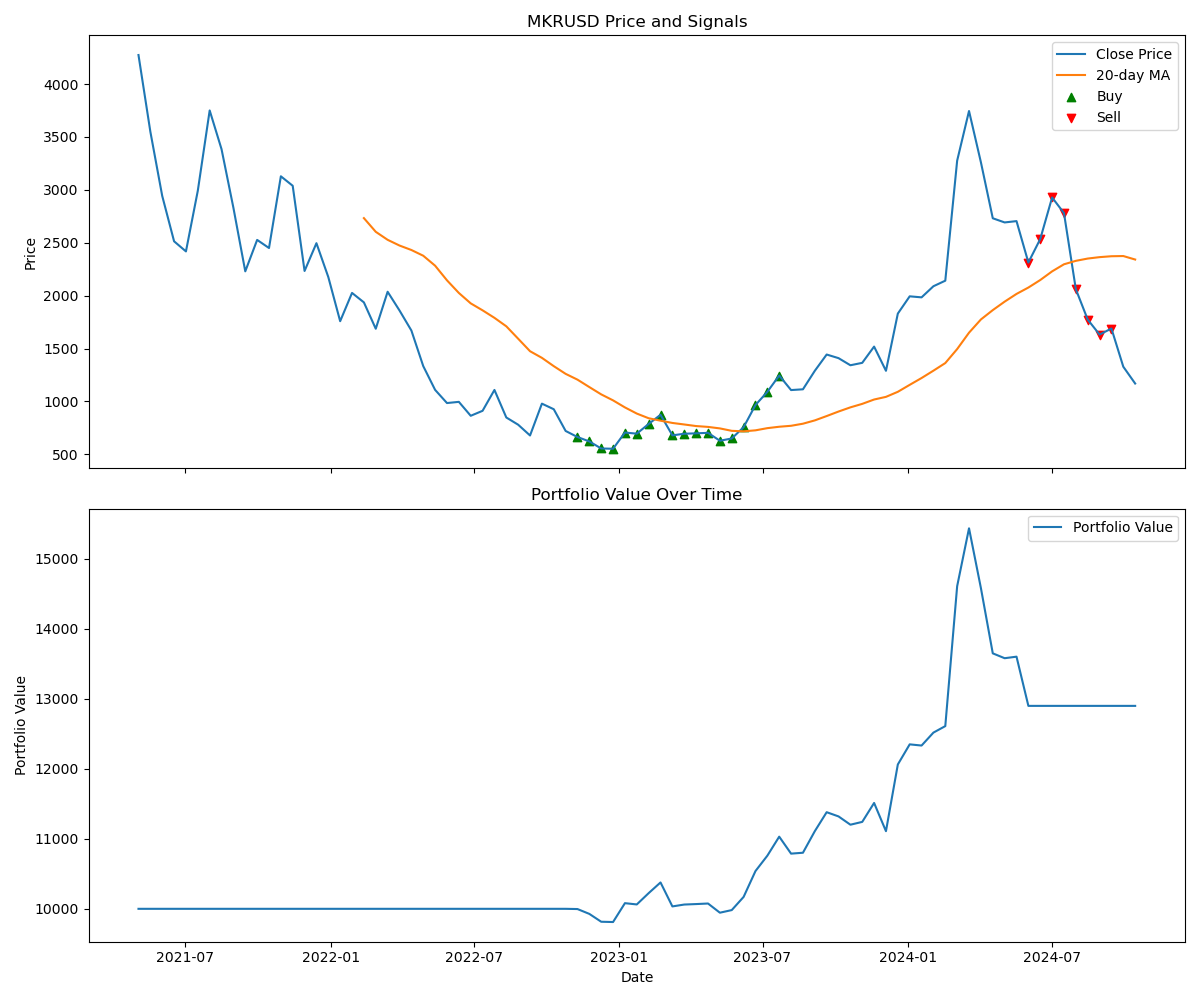 MKRUSD Price and Signals
Price
4000
3500
3000
2500
2000
1500
1000
500
Close Price
20-day MA
Buy
Sell
Portfolio Value Over Time
Portfolio Value
15000
14000
13000
12000
11000
10000
Portfolio Value
2021-07
2022-01
2022-07
2023-01
2023-07
2024-01
2024-07
Date